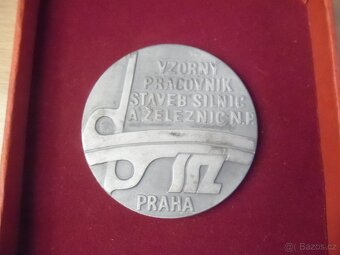 VZORNÝ
PRACOVNÍK
STAVEB SILNIC
A ŽELEZNIC N.P.
SSŽ
PRAHA
Bazos.cz